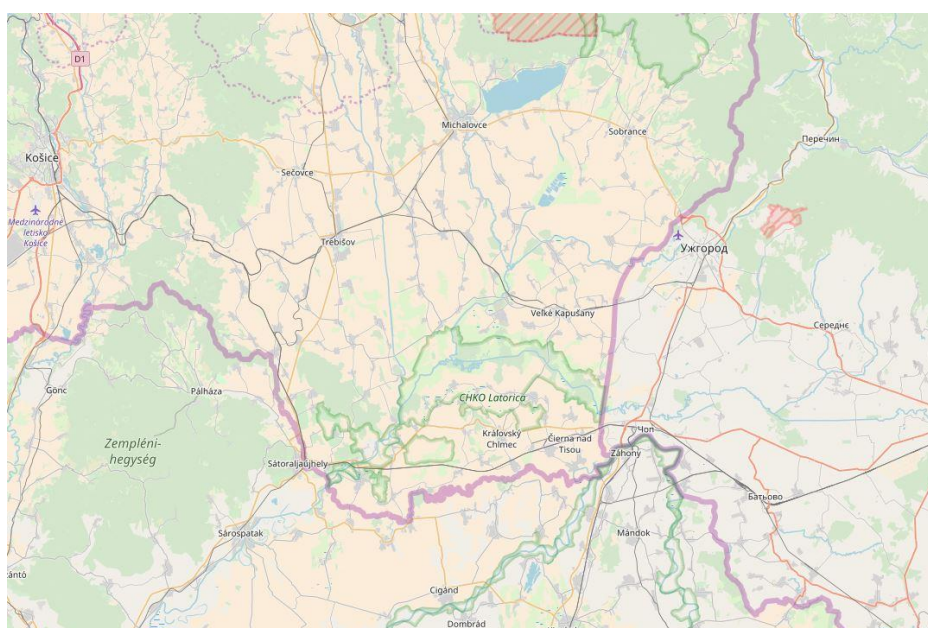 D1
Michalovce
Sobrance
Перечин
Košice
Sečovce
Medzinárodné
letisko
Košice
Trebišov
Ужгород
Veľké Kapušany
Середнє
Gönc
Pálháza
CHKO Latorica
Zempléni-
hegység
Kráľovský
Chlmec
Čierna nad
Tisou
Чоп
Záhony
Sátoraljaújhely
Батьово
Sárospatak
Mándok
zántó
Cigánd
Dombrád